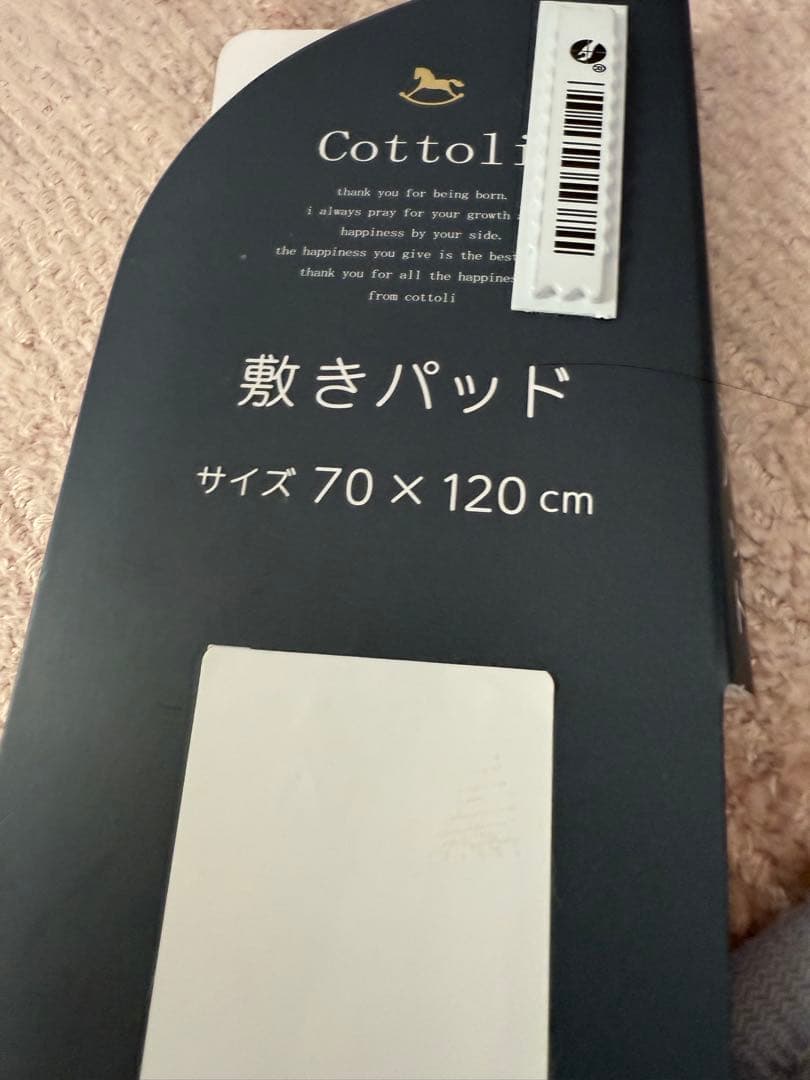 Cottoli
thank you for being born.
i always pray for your growth
happiness by your side.
the happiness you give is the best
thank you for all the
from cottoli
敷きパッド
サイズ 70 × 120 cm